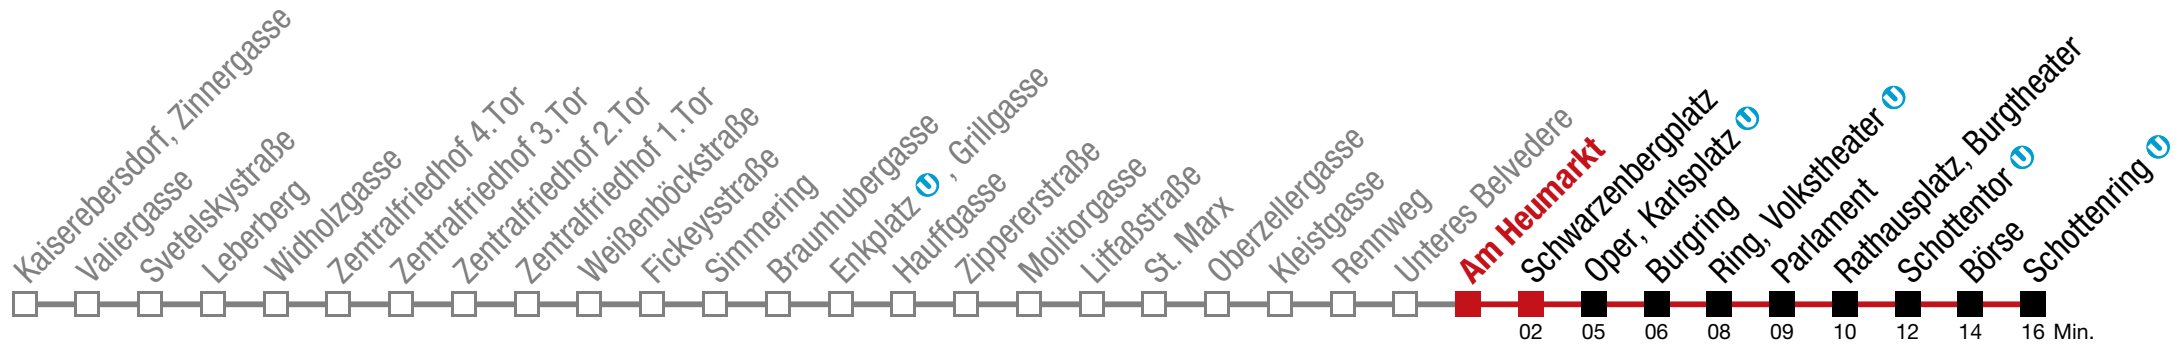 Kaiserebersdorf, Zinnergasse
Valiergasse
Svetelskystraße
Leberberg
Widholzgasse
Zentralfriedhof 4.Tor
Zentralfriedhof 3.Tor
Zentralfriedhof 2.Tor
Zentralfriedhof 1.Tor
Weißenböckstraße
Fickeysstraße
Simmering
Braunhubergasse
Enkplatz U, Grillgasse
Hauffgasse
Zippererstraße
Molitorgasse
Litfaßstraße
St. Marx
Oberzellergasse
Kleistgasse
Rennweg
Unteres Belvedere
Am Heumarkt
Schwarzenbergplatz
Oper, Karlsplatz U
Burgring
Ring, Volkstheater U
Parlament
Rathausplatz, Burgtheater
Schottentor U
Börse
Schottenring U
02 05 06 08 09 10 12 14 16 Min.